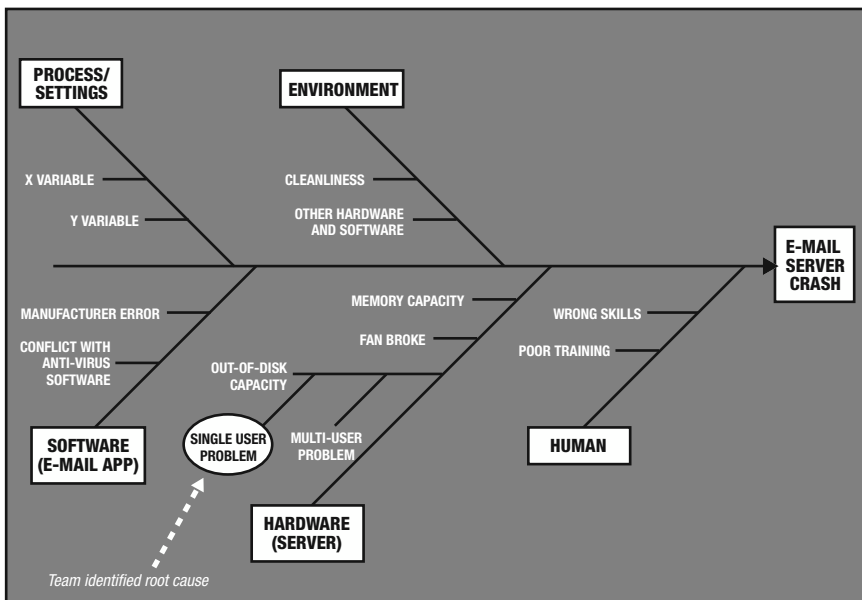 PROCESS/
SETTINGS
ENVIRONMENT
X VARIABLE
Y VARIABLE
CLEANLINESS
OTHER HARDWARE
AND SOFTWARE
E-MAIL
SERVER
CRASH
MANUFACTURER ERROR
CONFLICT WITH
ANTI-VIRUS
SOFTWARE
MEMORY CAPACITY
FAN BROKE
OUT-OF-DISK
CAPACITY
WRONG SKILLS
POOR TRAINING
SOFTWARE
(E-MAIL APP)
SINGLE USER
PROBLEM
MULTI-USER
PROBLEM
HUMAN
HARDWARE
(SERVER)
Team identified root cause